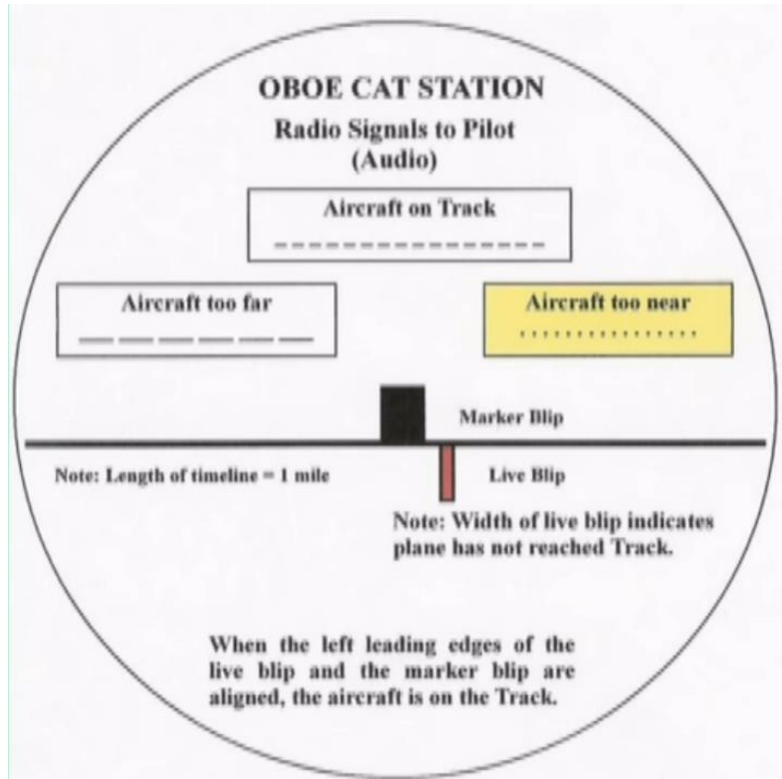 OBOE CAT STATION
Radio Signals to Pilot
(Audio)
Aircraft on Track
Aircraft too far
Aircraft too near
Marker Blip
Note: Length of timeline = 1 mile
Live Blip
Note: Width of live blip indicates
plane has not reached Track.
When the left leading edges of the
live blip and the marker blip are
aligned, the aircraft is on the Track.